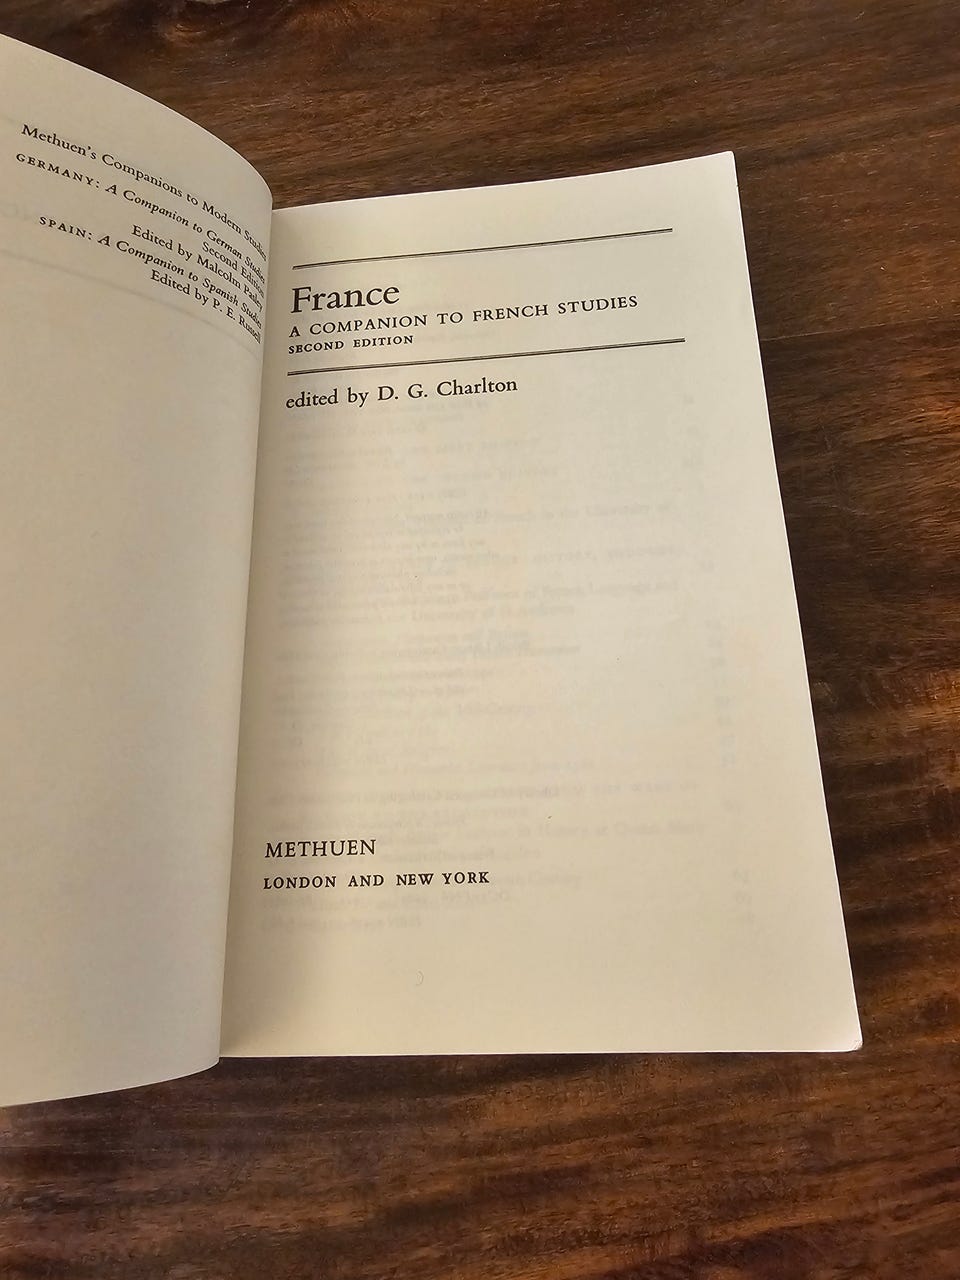 Methuen's Companions to Modern Studies
GERMANY: A Companion to German Studies
Second Edition
Edited by Malcolm Pasley
SPAIN: A Companion to Spanish Studies
Edited by P. E. Russell
France
A COMPANION TO FRENCH STUDIES
SECOND EDITION
edited by D. G. Charlton
METHUEN
LONDON AND NEW YORK